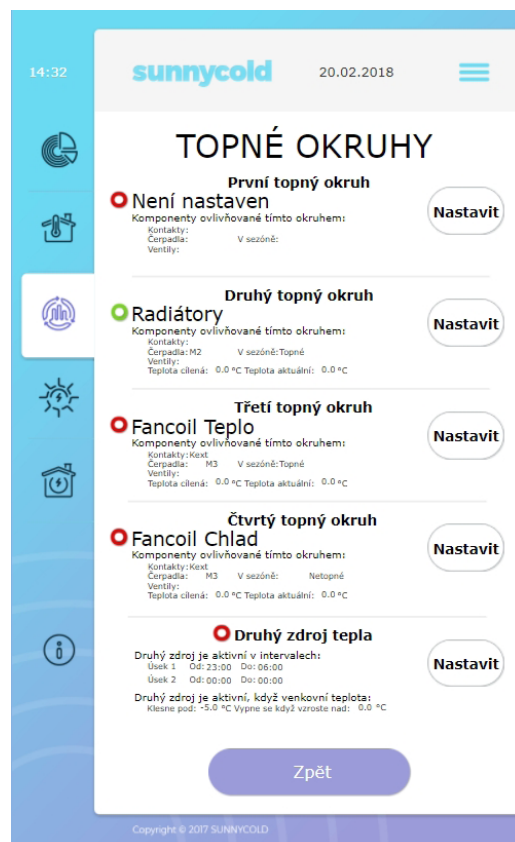 14:32
sunnycold
20.02.2018
TOPNÉ OKRUHY
První topný okruh
Není nastaven
Nastavit
Komponenty ovlivňované tímto okruhem:
Kontakty:
Čerpadla: V sezóně:
Ventily:
Druhý topný okruh
Radiátory
Nastavit
Komponenty ovlivňované tímto okruhem:
Kontakty:
Čerpadla: M2 V sezóně: Topné
Ventily:
Teplota cílená: 0.0 °C Teplota aktuální: 0.0 °C
Třetí topný okruh
Fancoil Teplo
Nastavit
Komponenty ovlivňované tímto okruhem:
Kontakty: Kext
Čerpadla: M3 V sezóně: Topné
Ventily:
Teplota cílená: 0.0 °C Teplota aktuální: 0.0 °C
Čtvrtý topný okruh
Fancoil Chlad
Nastavit
Komponenty ovlivňované tímto okruhem:
Kontakty: Kext
Čerpadla: M3 V sezóně: Netopné
Ventily:
Teplota cílená: 0.0 °C Teplota aktuální: 0.0 °C
Druhý zdroj tepla
Druhý zdroj je aktivní v intervalech:
Nastavit
Úsek 1 Od: 23:00 Do: 06:00
Úsek 2 Od: 00:00 Do: 00:00
Druhý zdroj je aktivní, když venkovní teplota:
Klesne pod: -5.0 °C Vypne se když vzroste nad: 0.0 °C
Zpět
Copyright © 2017 SUNNYCOLD